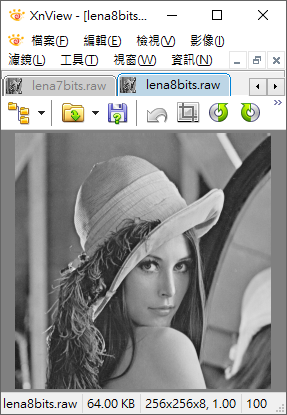 XnView - [lena8bits....
檔案(F) 編輯(E) 檢視(V) 影像(I)
濾鏡(L) 工具(T) 視窗(W) 資訊(N)
lena7bits.raw lena8bits.raw
lena8bits.raw 64.00 KB 256x256x8, 1.00 100